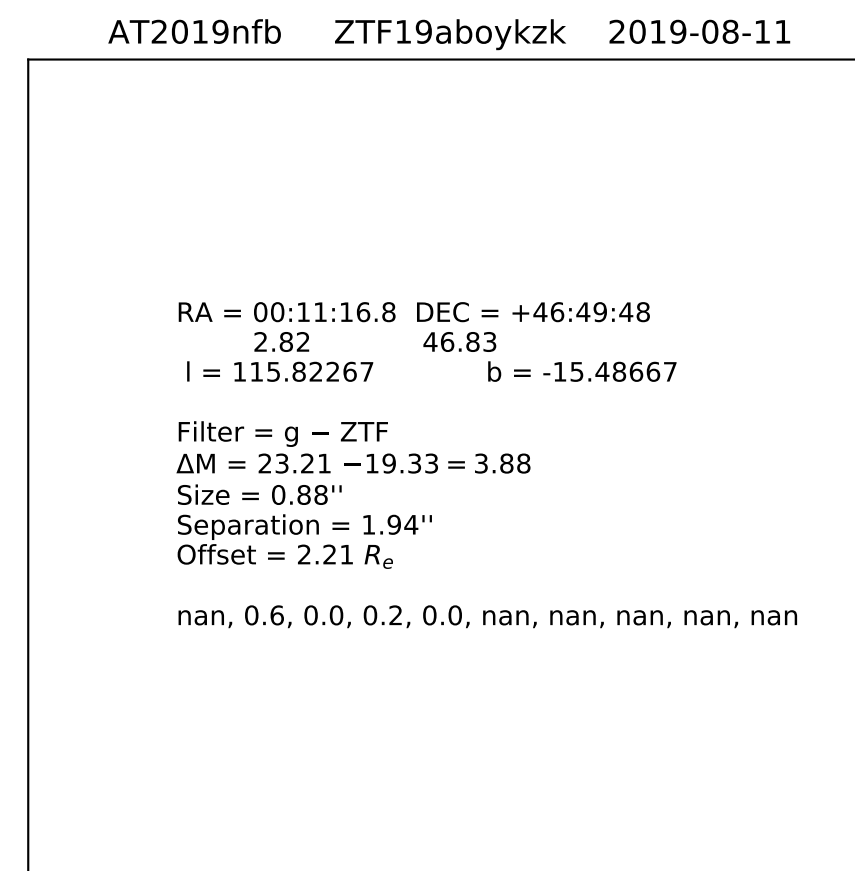 AT2019nfb ZTF19aboykzk 2019-08-11
RA = 00:11:16.8 DEC = +46:49:48
2.82 46.83
l = 115.82267 b = -15.48667
Filter = g − ZTF
ΔM = 23.21 −19.33 = 3.88
Size = 0.88''
Separation = 1.94''
Offset = 2.21 Re
nan, 0.6, 0.0, 0.2, 0.0, nan, nan, nan, nan, nan